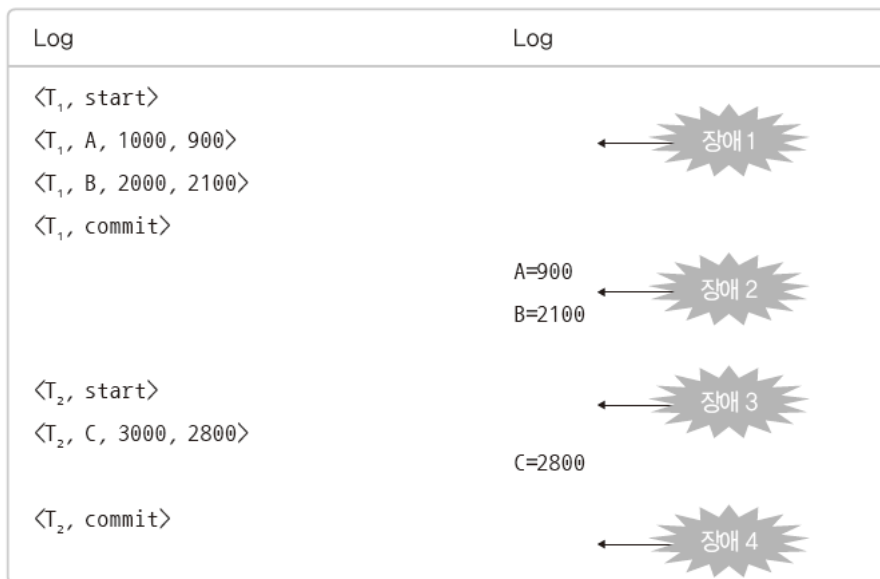 Log Log
<T₁, start>
<T₁, A, 1000, 900> 장애 1
<T₁, B, 2000, 2100>
<T₁, commit>
A=900
장애 2
B=2100
<T₂, start> 장애 3
<T₂, C, 3000, 2800>
C=2800
<T₂, commit>
장애 4